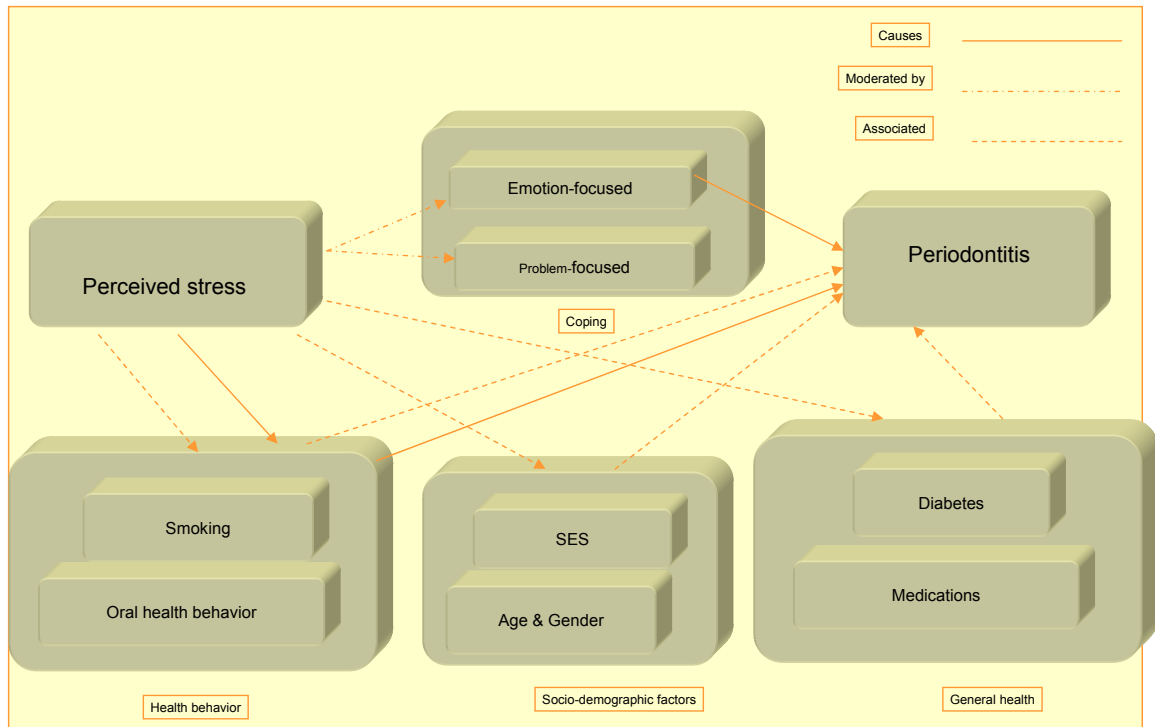 Causes
Moderated by
Associated
Emotion-focused
Problem-focused
Coping
Perceived stress
Periodontitis
Smoking
Oral health behavior
Health behavior
SES
Age & Gender
Socio-demographic factors
Diabetes
Medications
General health